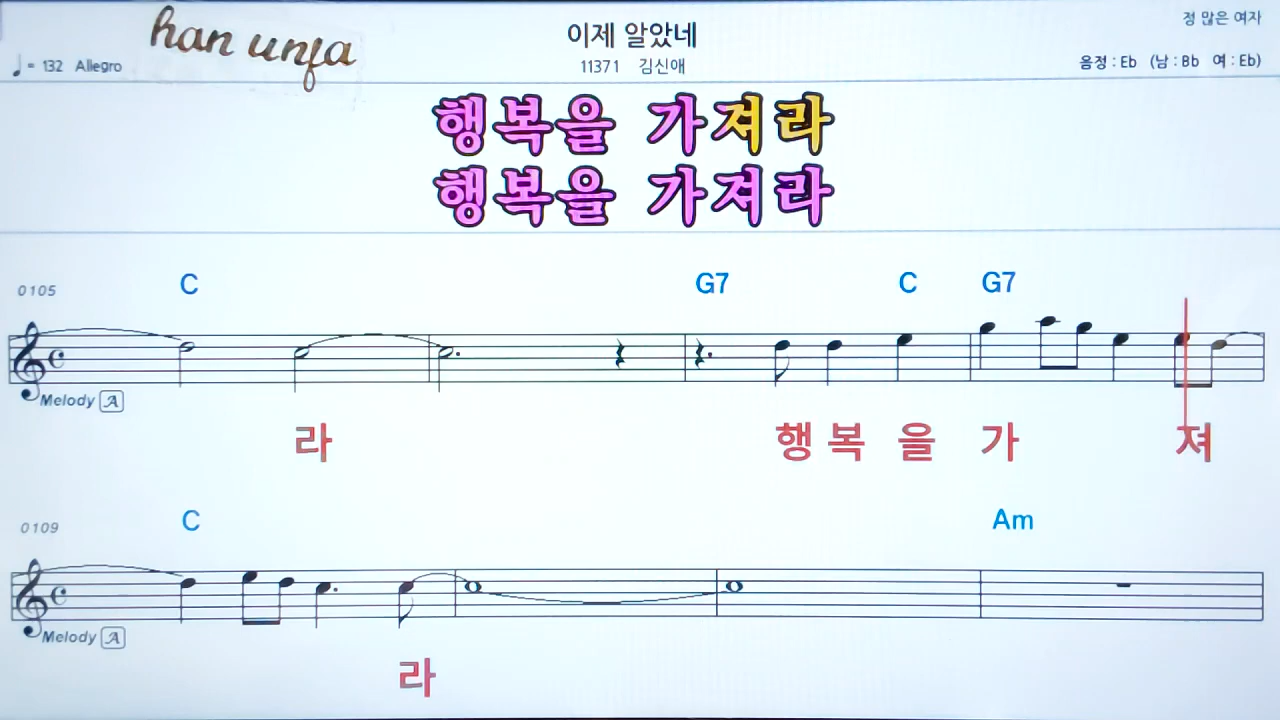 han unfa
이제 알았네
정 많은 여자
♩= 132 Allegro
11371 김신애
음정 : Eb (남 : Bb 여 : Eb)
행복을 가져라
행복을 가져라
C G7 C G7
0105
Melody A
라 행 복 을 가 져
C Am
0109
Melody A
라